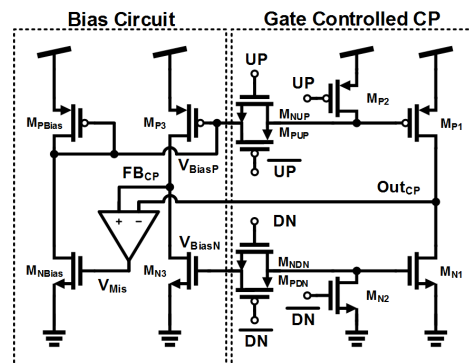 Bias Circuit
Gate Controlled CP
UP
UP
M_PBias
M_P3
M_NUP
M_PUP
M_P2
M_P1
V_BiasP
UP
FB_CP
Out_CP
+ −
DN
V_BiasN
M_NBias
V_Mis
M_N3
M_NDN
M_PDN
DN
M_N2
M_N1
DN